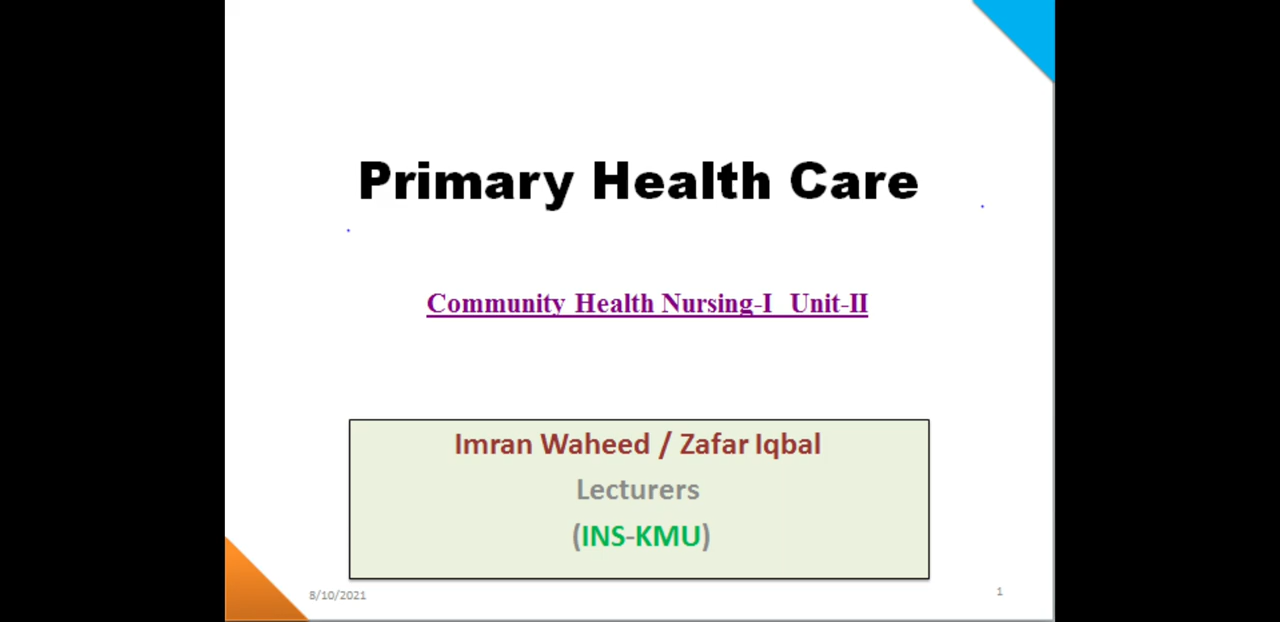 Primary Health Care
Community Health Nursing-I Unit-II
Imran Waheed / Zafar Iqbal
Lecturers
(INS-KMU)
8/10/2021
1